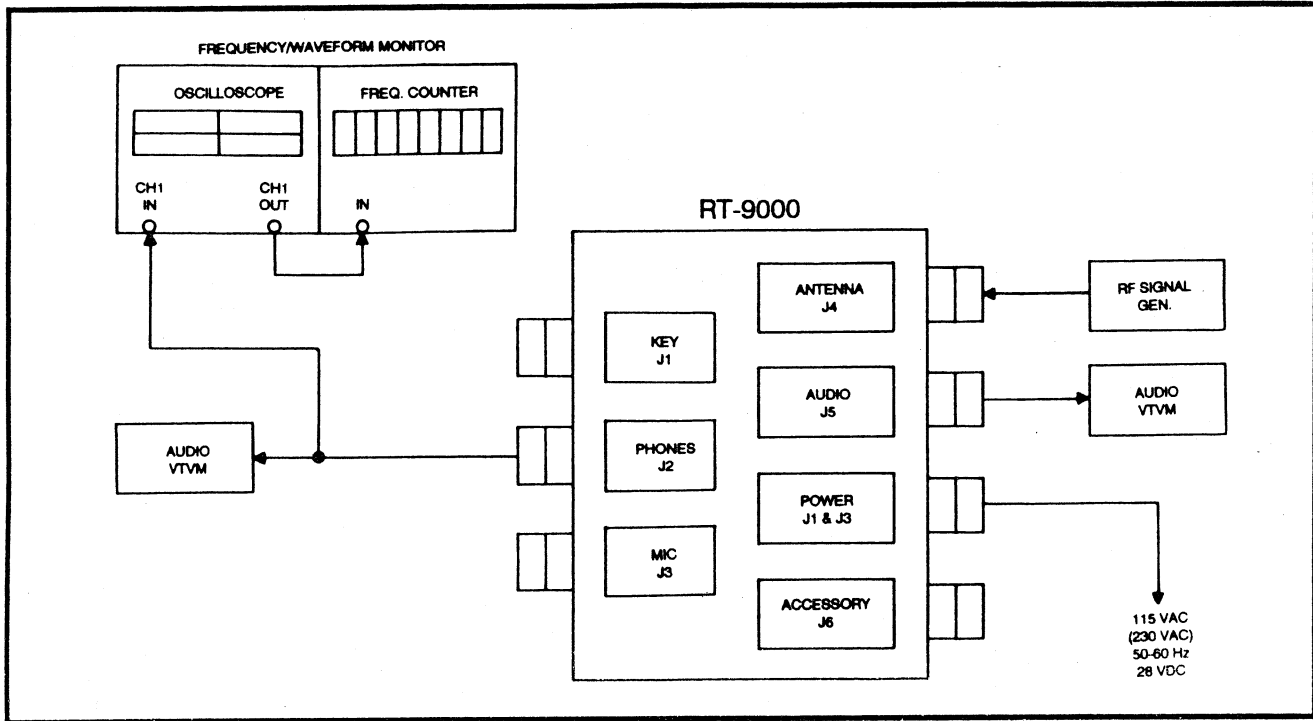 FREQUENCY/WAVEFORM MONITOR
OSCILLOSCOPE
FREQ. COUNTER
CH1
IN
CH1
OUT
IN
RT-9000
KEY
J1
PHONES
J2
MIC
J3
ANTENNA
J4
AUDIO
J5
POWER
J1 & J3
ACCESSORY
J6
AUDIO
VTVM
RF SIGNAL
GEN.
AUDIO
VTVM
115 VAC
(230 VAC)
50-60 Hz
28 VDC